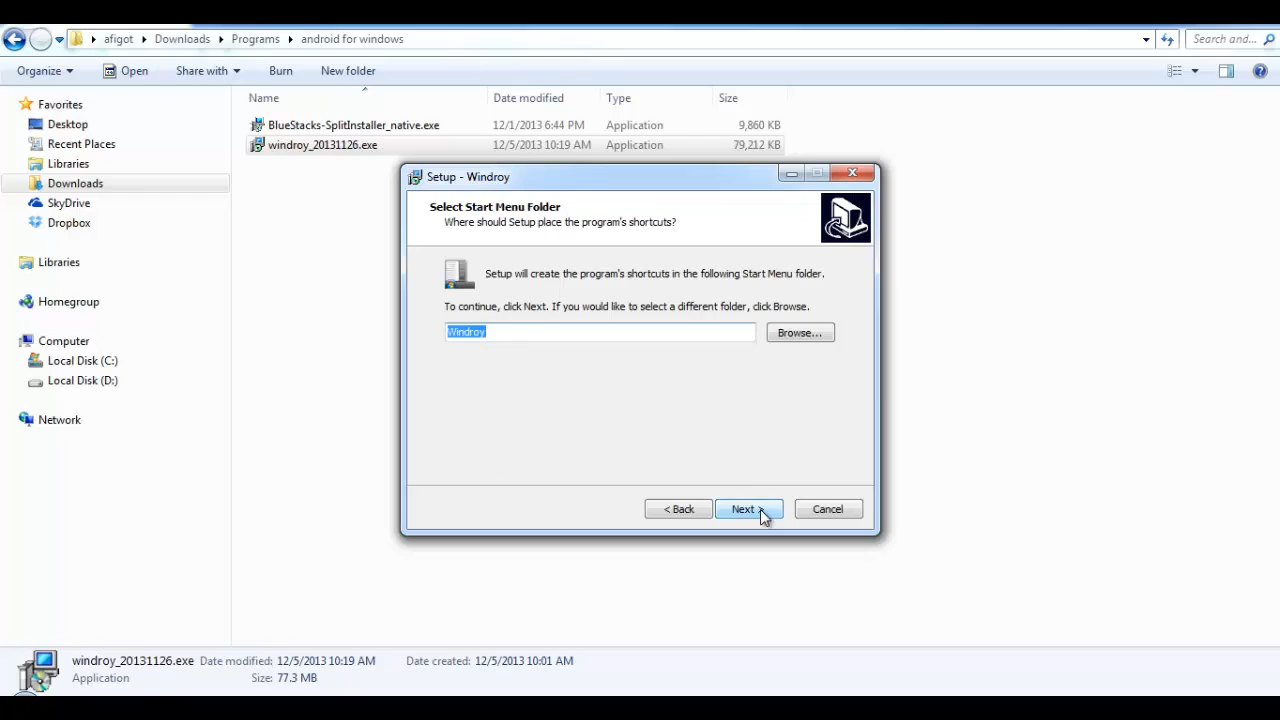 afigot Downloads Programs android for windows Search and...
Organize Open Share with Burn New folder
Favorites
Desktop
Recent Places
Libraries
Downloads
SkyDrive
Dropbox
Libraries
Homegroup
Computer
Local Disk (C:)
Local Disk (D:)
Network
Name Date modified Type Size
BlueStacks-SplitInstaller_native.exe 12/1/2013 6:44 PM Application 9,860 KB
windroy_20131126.exe 12/5/2013 10:19 AM Application 79,212 KB
Setup - Windroy
Select Start Menu Folder
Where should Setup place the program's shortcuts?
Setup will create the program's shortcuts in the following Start Menu folder.
To continue, click Next. If you would like to select a different folder, click Browse.
Windroy Browse...
< Back Next > Cancel
windroy_20131126.exe Date modified: 12/5/2013 10:19 AM Date created: 12/5/2013 10:01 AM
Application Size: 77.3 MB